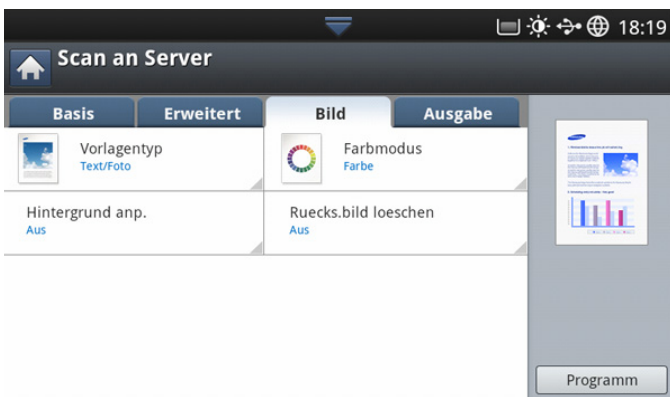 18:19
Scan an Server
Basis Erweitert Bild Ausgabe
Vorlagentyp
Text/Foto
Farbmodus
Farbe
Hintergrund anp.
Aus
Ruecks.bild loeschen
Aus
Programm